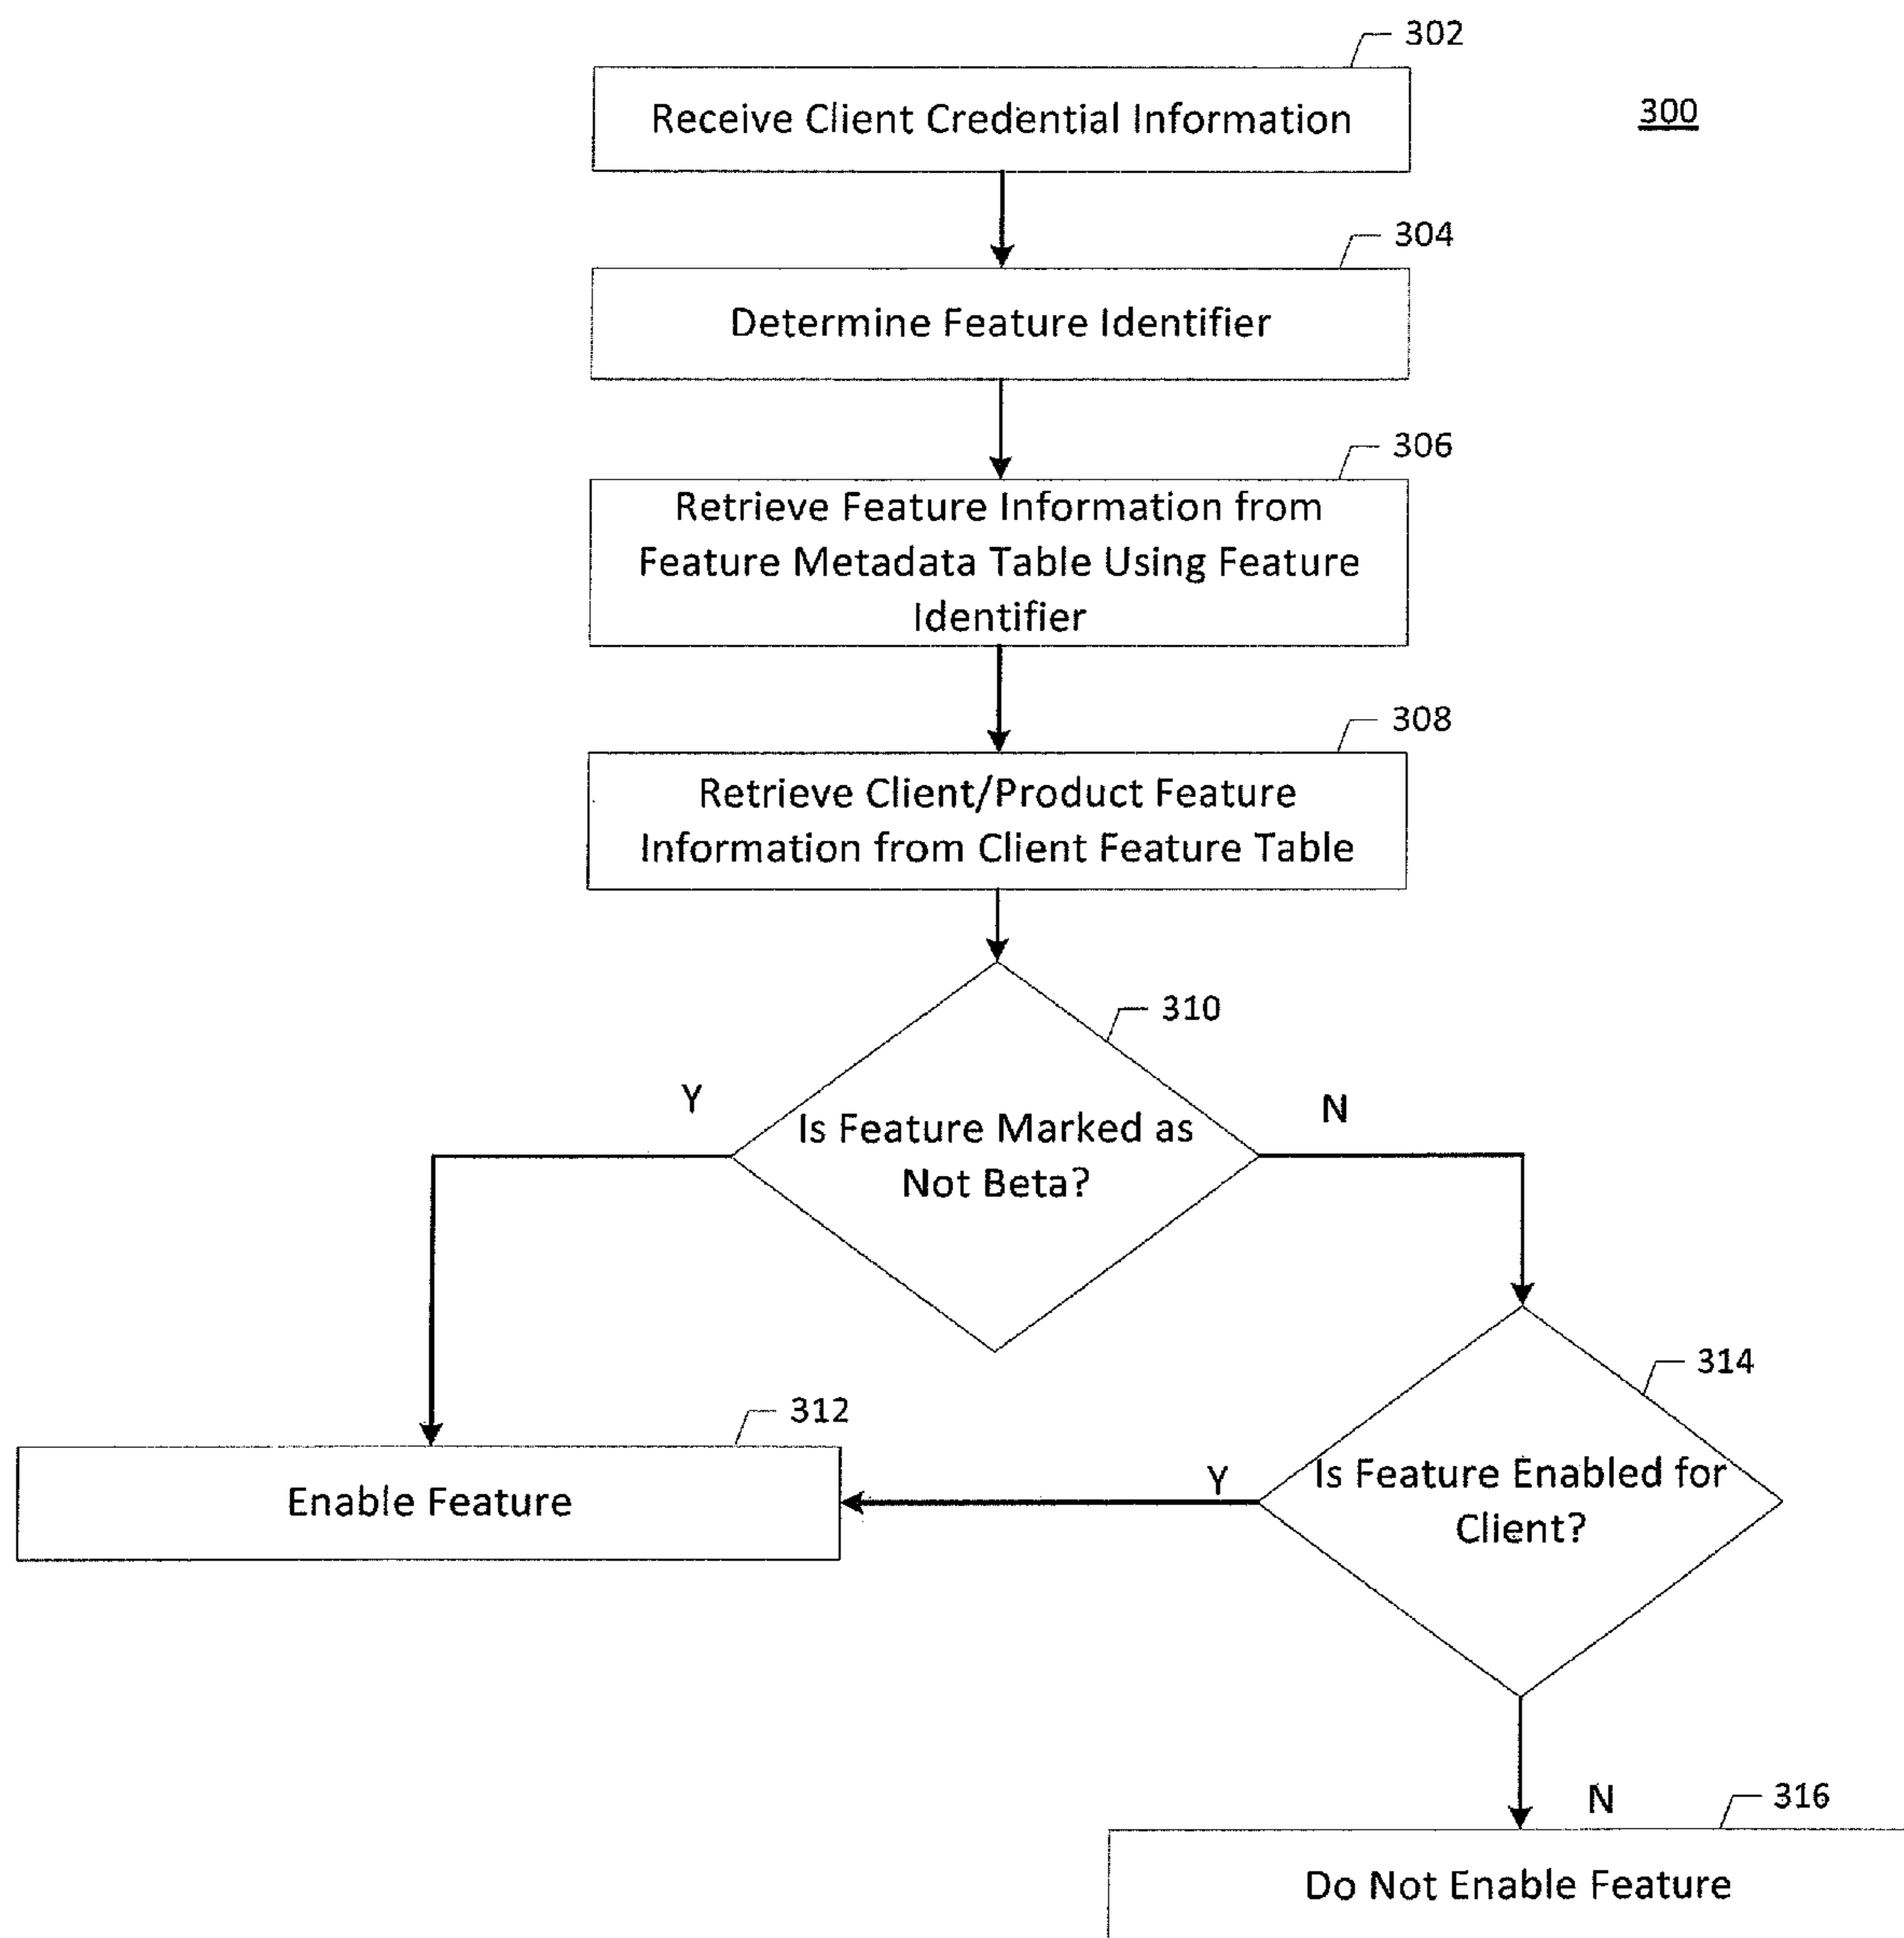 302
Receive Client Credential Information
300
304
Determine Feature Identifier
306
Retrieve Feature Information from
Feature Metadata Table Using Feature
Identifier
308
Retrieve Client/Product Feature
Information from Client Feature Table
310
Y
N
Is Feature Marked as
Not Beta?
314
312
Enable Feature
Y
Is Feature Enabled for
Client?
N
316
Do Not Enable Feature